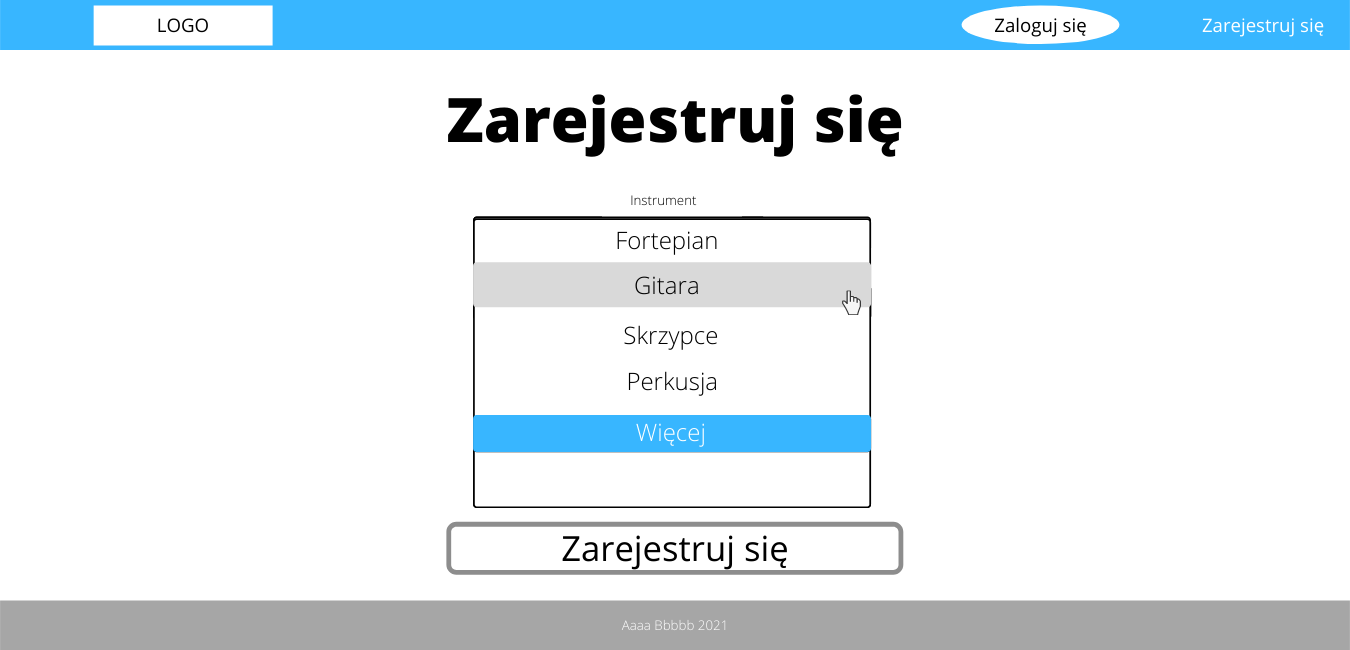 LOGO
Zaloguj się
Zarejestruj się
Zarejestruj się
Instrument
Fortepian
Gitara
Skrzypce
Perkusja
Więcej
Zarejestruj się
Aaaa Bbbbb 2021